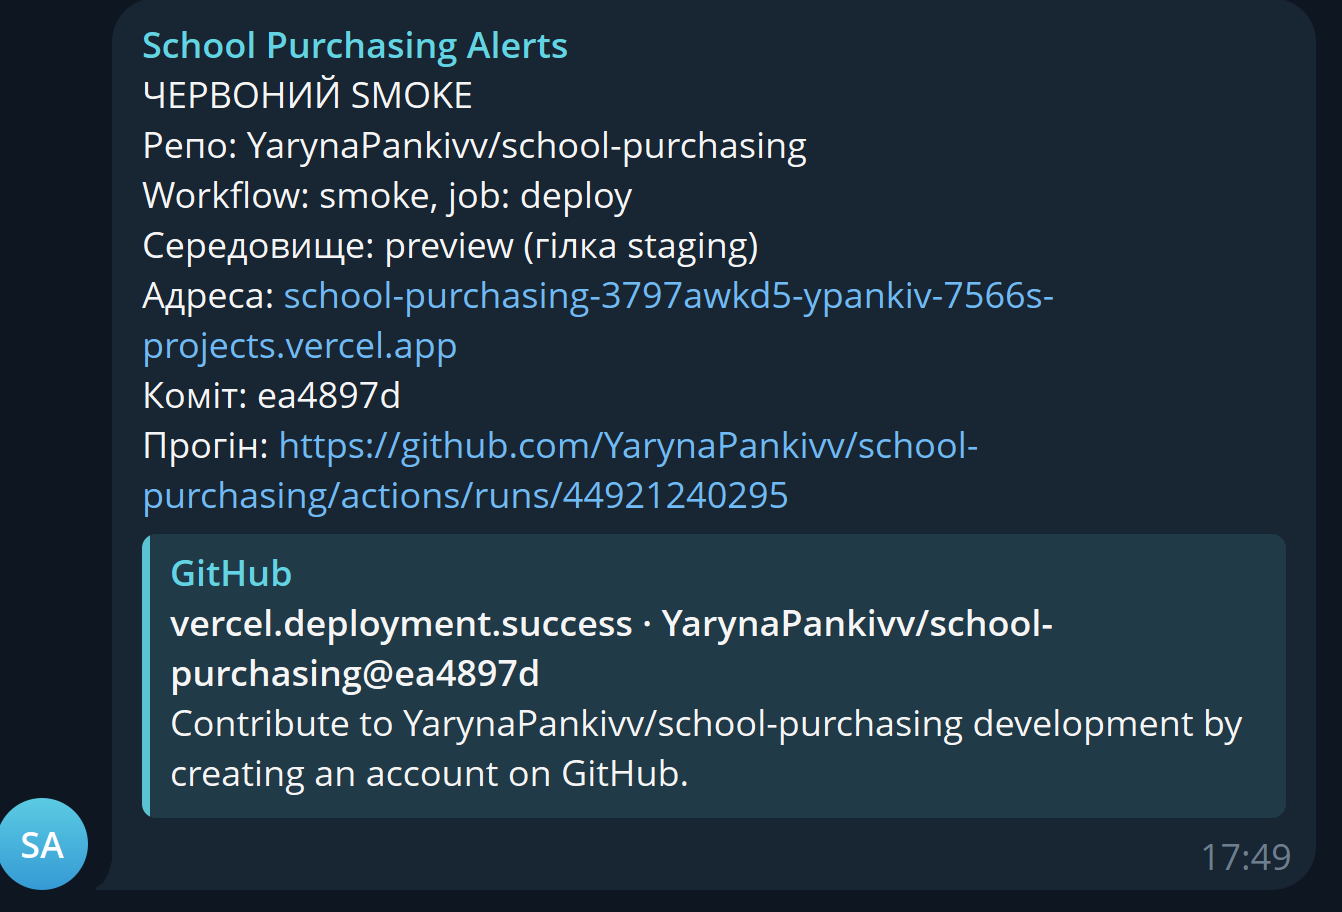 School Purchasing Alerts
ЧЕРВОНИЙ SMOKE
Репо: YarynaPankivv/school-purchasing
Workflow: smoke, job: deploy
Середовище: preview (гілка staging)
Адреса: school-purchasing-3797awkd5-ypankiv-7566s-
projects.vercel.app
Коміт: ea4897d
Прогін: https://github.com/YarynaPankivv/school-
purchasing/actions/runs/44921240295
GitHub
vercel.deployment.success · YarynaPankivv/school-
purchasing@ea4897d
Contribute to YarynaPankivv/school-purchasing development by
creating an account on GitHub.
SA
17:49